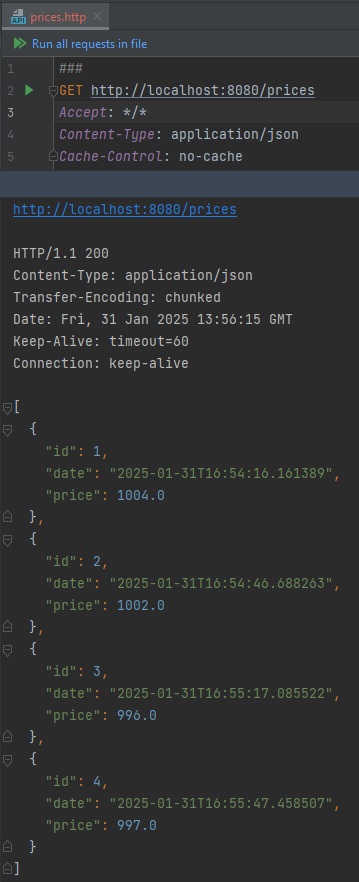 API prices.http
Run all requests in file
1 ###
2 GET http://localhost:8080/prices
3 Accept: */*
4 Content-Type: application/json
5 Cache-Control: no-cache
http://localhost:8080/prices
HTTP/1.1 200
Content-Type: application/json
Transfer-Encoding: chunked
Date: Fri, 31 Jan 2025 13:56:15 GMT
Keep-Alive: timeout=60
Connection: keep-alive
[
{
"id": 1,
"date": "2025-01-31T16:54:16.161389",
"price": 1004.0
},
{
"id": 2,
"date": "2025-01-31T16:54:46.688263",
"price": 1002.0
},
{
"id": 3,
"date": "2025-01-31T16:55:17.085522",
"price": 996.0
},
{
"id": 4,
"date": "2025-01-31T16:55:47.458507",
"price": 997.0
}
]